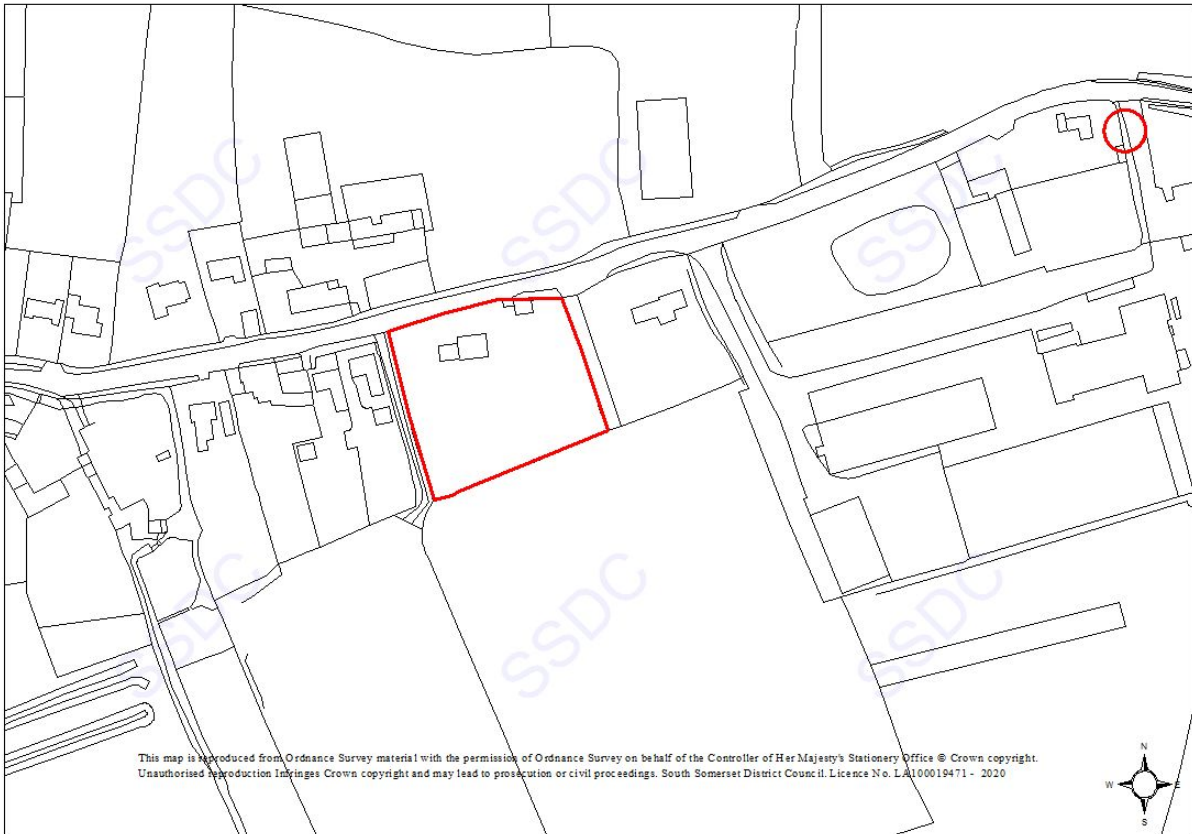 SSDC SSDC SSDC
This map is reproduced from Ordnance Survey material with the permission of Ordnance Survey on behalf of the Controller of Her Majesty's Stationery Office © Crown copyright.
Unauthorised reproduction Infringes Crown copyright and may lead to prosecution or civil proceedings. South Somerset District Council. Licence No. LA100019471 - 2020
SSDC SSDC SSDC
N
W E
S